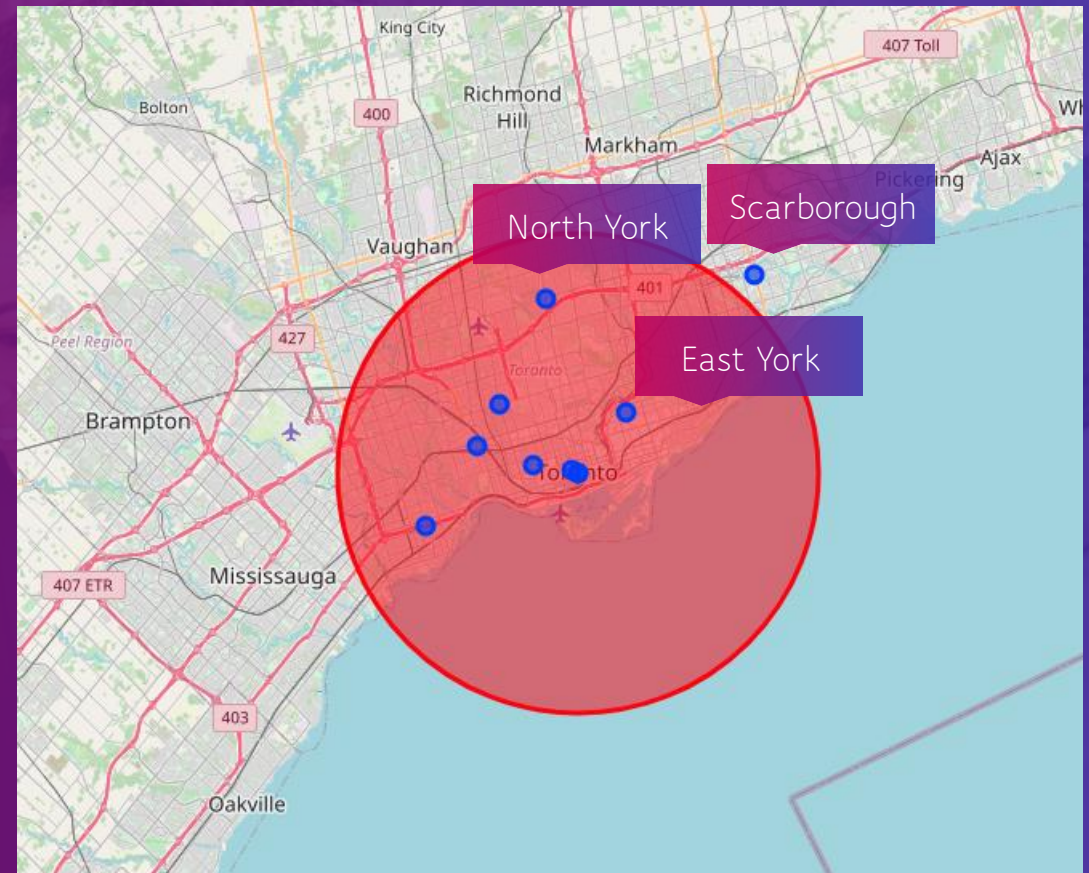 King City
407 Toll
Bolton
400
Richmond
Hill
Markham
Ajax
Pickering
Scarborough
North York
Vaughan
401
427
Peel Region
East York
Toronto
Brampton
Toronto
Mississauga
407 ETR
403
Oakville